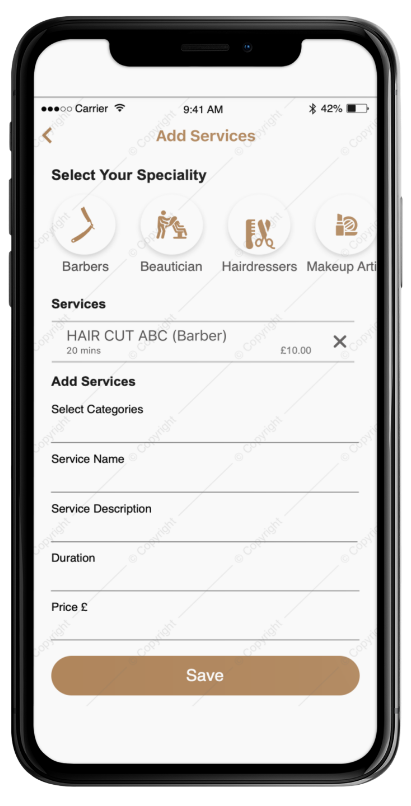 ●●●○○ Carrier 9:41 AM 42%
Add Services
Select Your Speciality
Barbers Beautician Hairdressers Makeup Arti
Services
HAIR CUT ABC (Barber)
20 mins £10.00
Add Services
Select Categories
Service Name
Service Description
Duration
Price £
Save
© Copyright